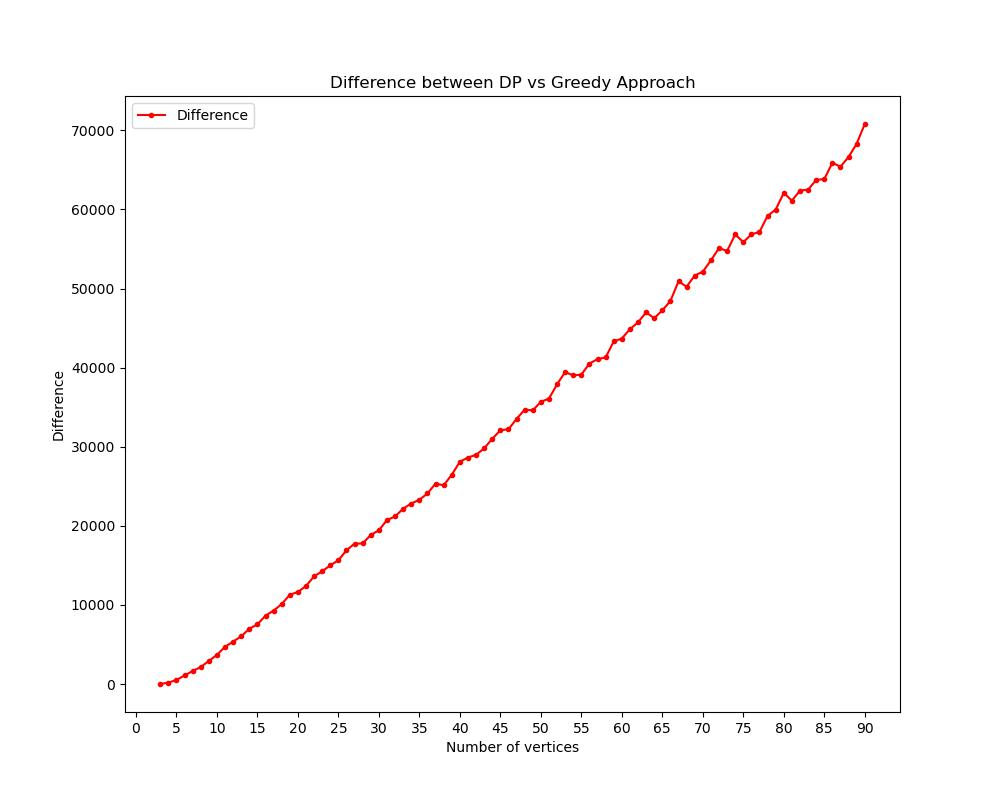 Difference between DP vs Greedy Approach
Difference
70000
60000
50000
40000
30000
20000
10000
0
Difference
0 5 10 15 20 25 30 35 40 45 50 55 60 65 70 75 80 85 90
Number of vertices